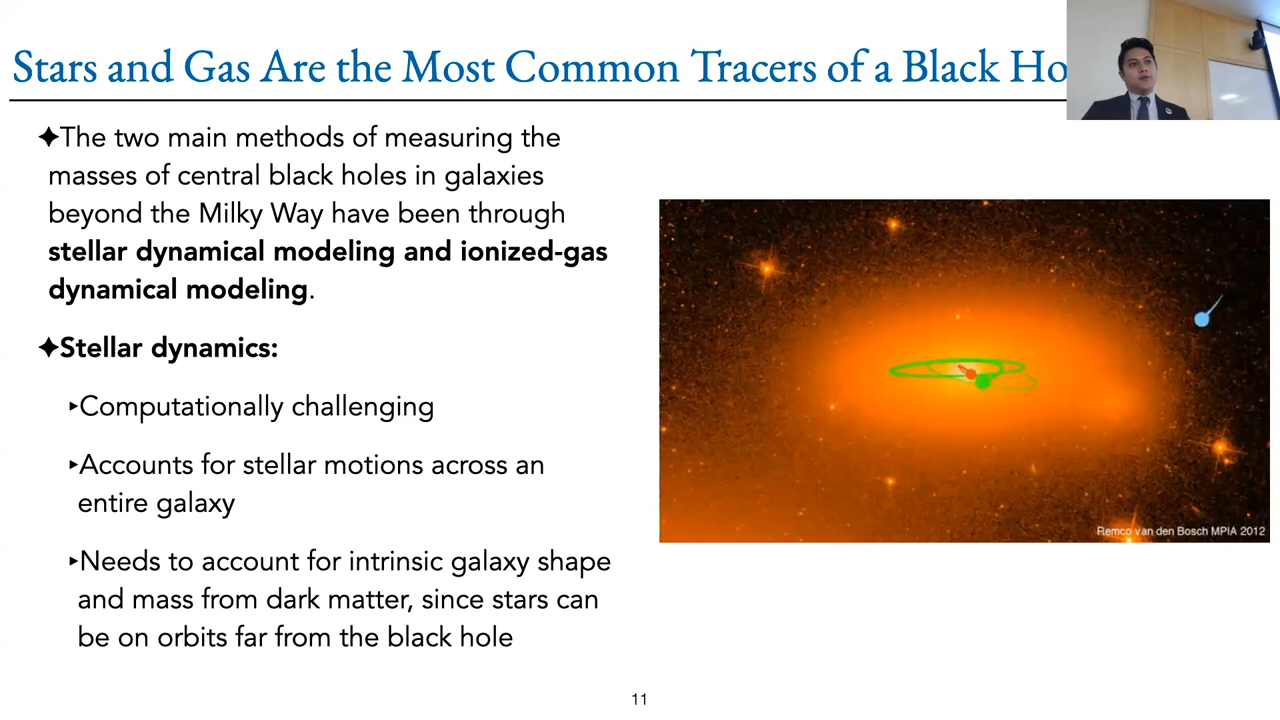 Stars and Gas Are the Most Common Tracers of a Black Ho
✦The two main methods of measuring the
masses of central black holes in galaxies
beyond the Milky Way have been through
stellar dynamical modeling and ionized-gas
dynamical modeling.
✦Stellar dynamics:
‣Computationally challenging
‣Accounts for stellar motions across an
entire galaxy
‣Needs to account for intrinsic galaxy shape
and mass from dark matter, since stars can
be on orbits far from the black hole
Remco van den Bosch MPIA 2012
11